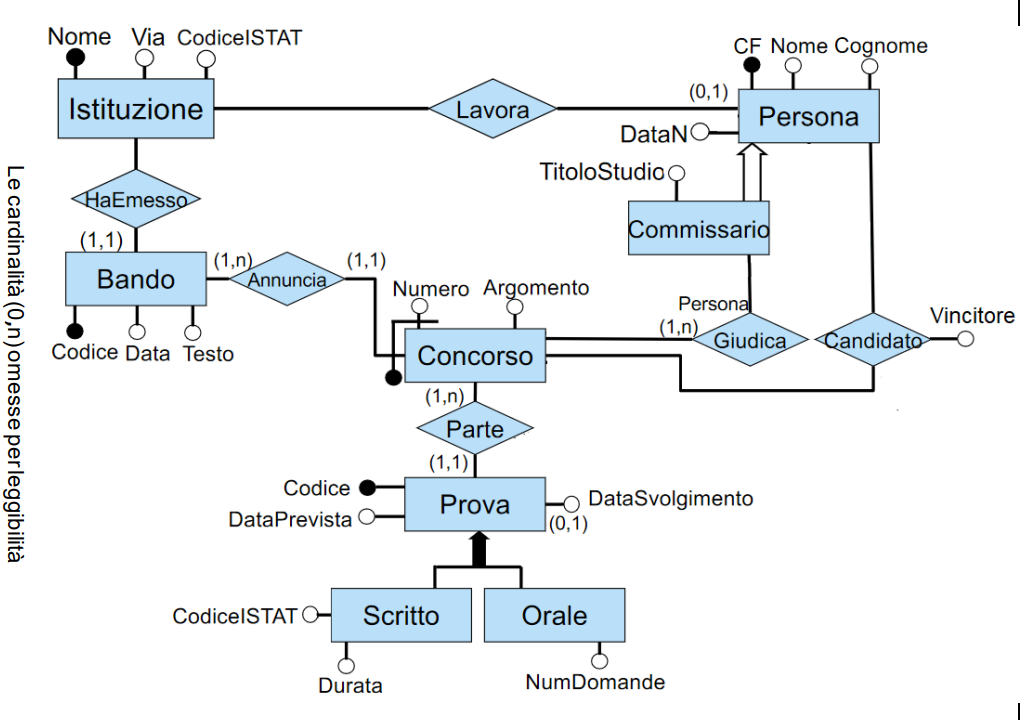 Nome Via CodiceISTAT
CF Nome Cognome
Istituzione
Lavora
(0,1)
Persona
DataN
TitoloStudio
HaEmesso
Commissario
(1,1)
Bando
(1,n)
Annuncia
(1,1)
Numero
Argomento
Persona
(1,n)
Giudica
Candidato
Vincitore
Codice Data Testo
Concorso
(1,n)
Parte
(1,1)
Codice
Prova
DataSvolgimento
DataPrevista
(0,1)
CodiceISTAT
Scritto
Orale
Durata
NumDomande
Le cardinalità (0,n) omesse per leggibilità